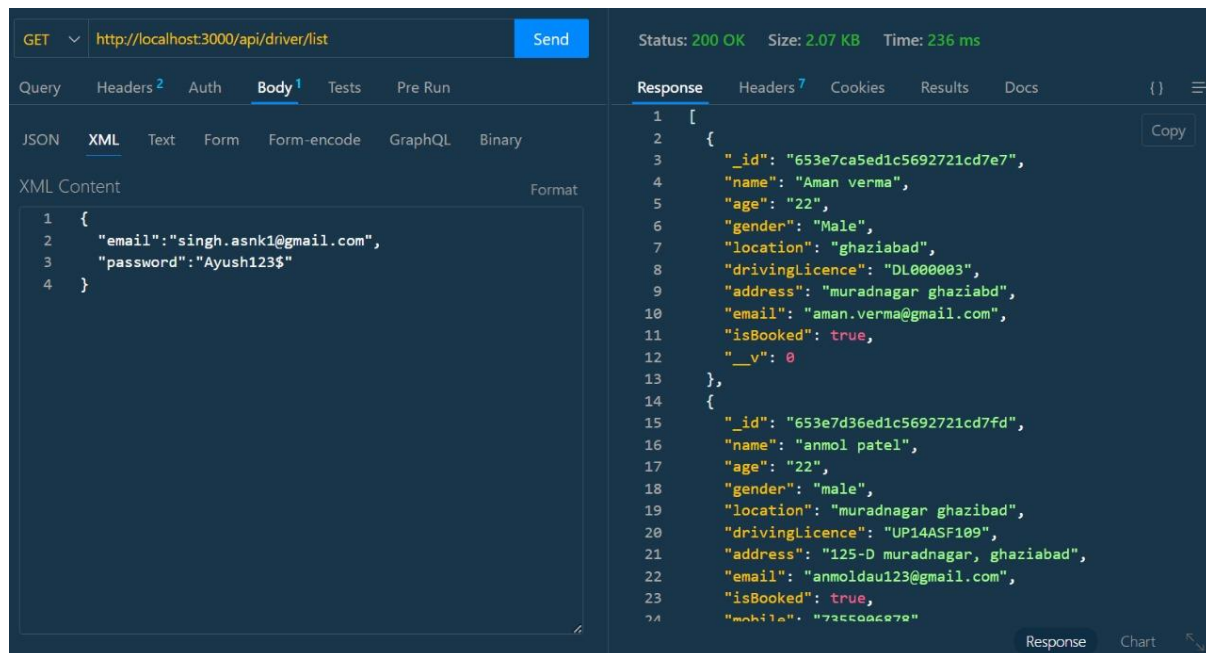 GET http://localhost:3000/api/driver/list Send
Query Headers 2 Auth Body 1 Tests Pre Run
JSON XML Text Form Form-encode GraphQL Binary
XML Content Format
1 {
2 "email":"singh.asnk1@gmail.com",
3 "password":"Ayush123$"
4 }
Status: 200 OK Size: 2.07 KB Time: 236 ms
Response Headers 7 Cookies Results Docs {}
Copy
1 [
2 {
3 "_id": "653e7ca5ed1c5692721cd7e7",
4 "name": "Aman verma",
5 "age": "22",
6 "gender": "Male",
7 "location": "ghaziabad",
8 "drivingLicence": "DL000003",
9 "address": "muradnagar ghaziabd",
10 "email": "aman.verma@gmail.com",
11 "isBooked": true,
12 "__v": 0
13 },
14 {
15 "_id": "653e7d36ed1c5692721cd7fd",
16 "name": "anmol patel",
17 "age": "22",
18 "gender": "male",
19 "location": "muradnagar ghazibad",
20 "drivingLicence": "UP14ASF109",
21 "address": "125-D muradnagar, ghaziabad",
22 "email": "anmoldau123@gmail.com",
23 "isBooked": true,
24 "mobile": "7355906878"
Response Chart